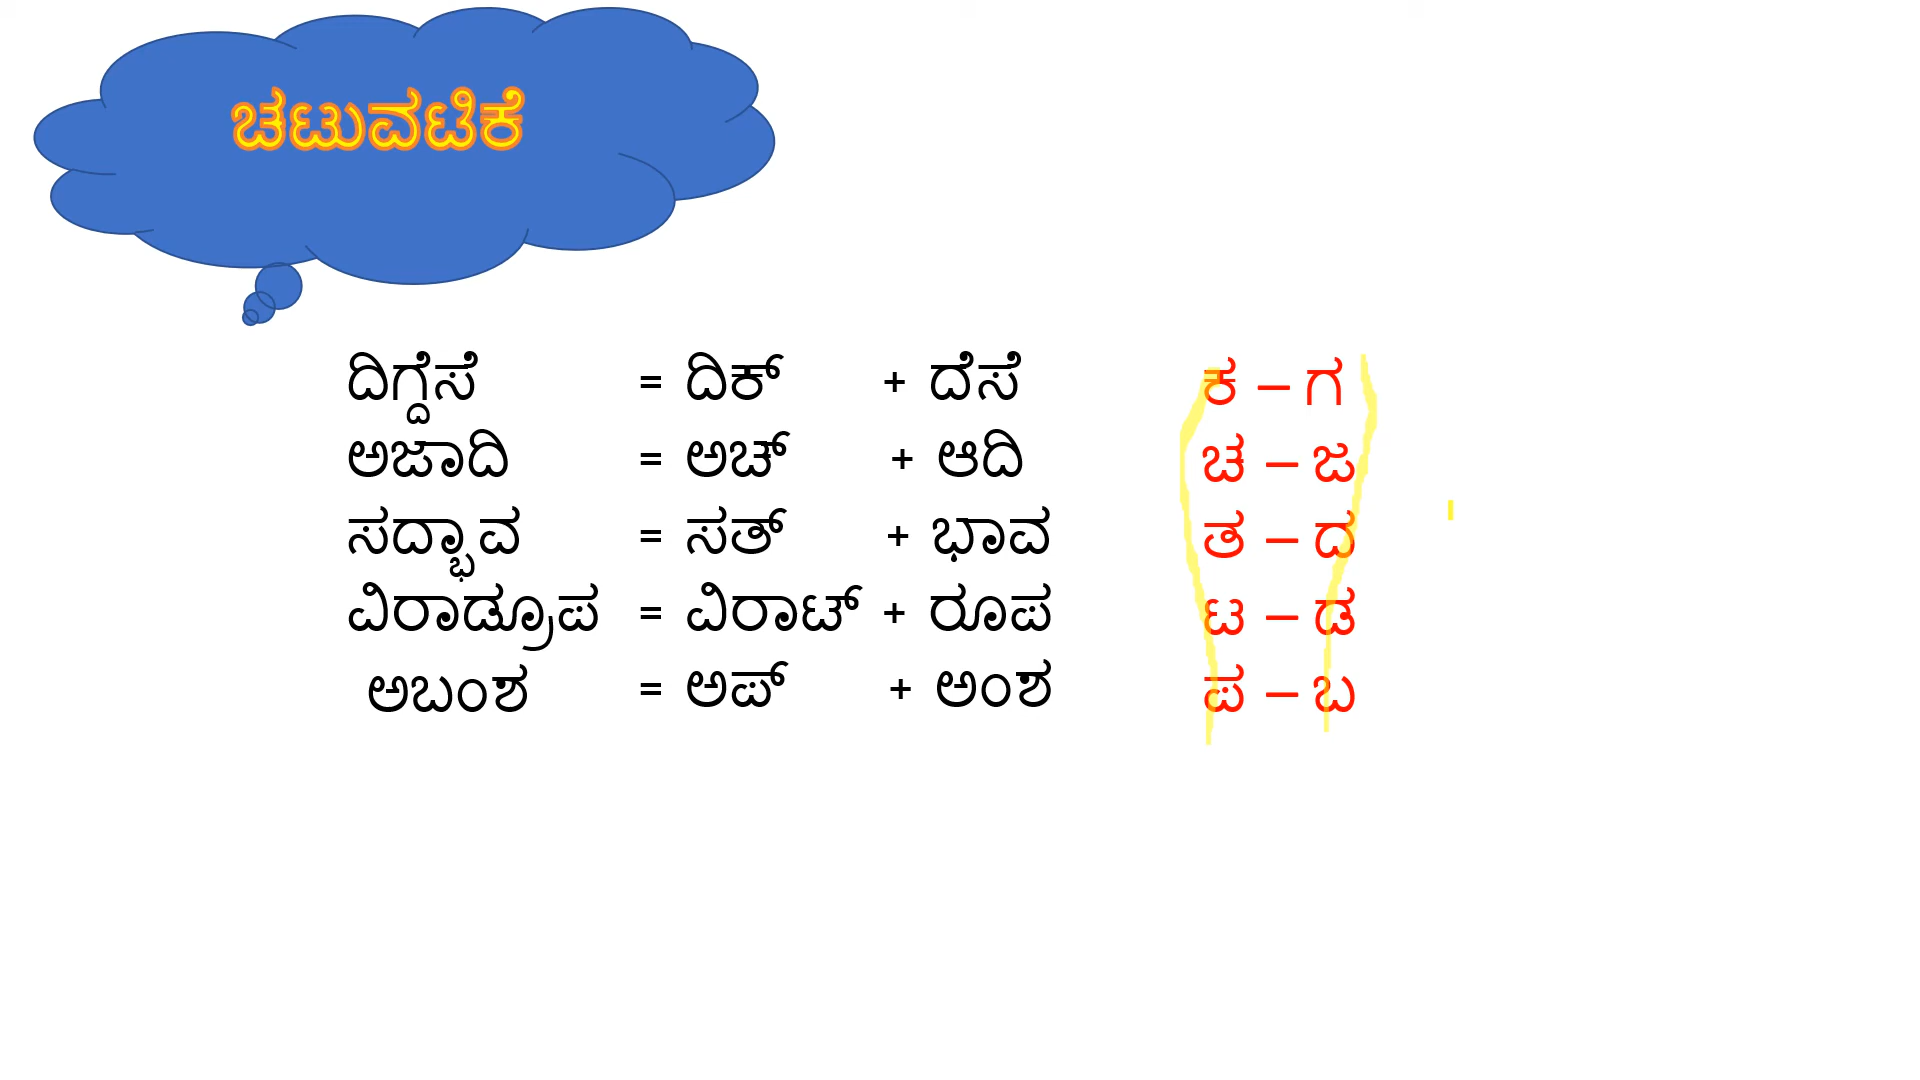 ಚಟುವಟಿಕೆ
ದಿಗ್ದೆಸೆ = ದಿಕ್ + ದೆಸೆ ಕ – ಗ
ಅಜಾದಿ = ಅಚ್ + ಆದಿ ಚ – ಜ
ಸದ್ಭಾವ = ಸತ್ + ಭಾವ ತ – ದ
ವಿರಾಡ್ರೂಪ = ವಿರಾಟ್ + ರೂಪ ಟ – ಡ
ಅಬಂಶ = ಅಪ್ + ಅಂಶ ಪ – ಬ